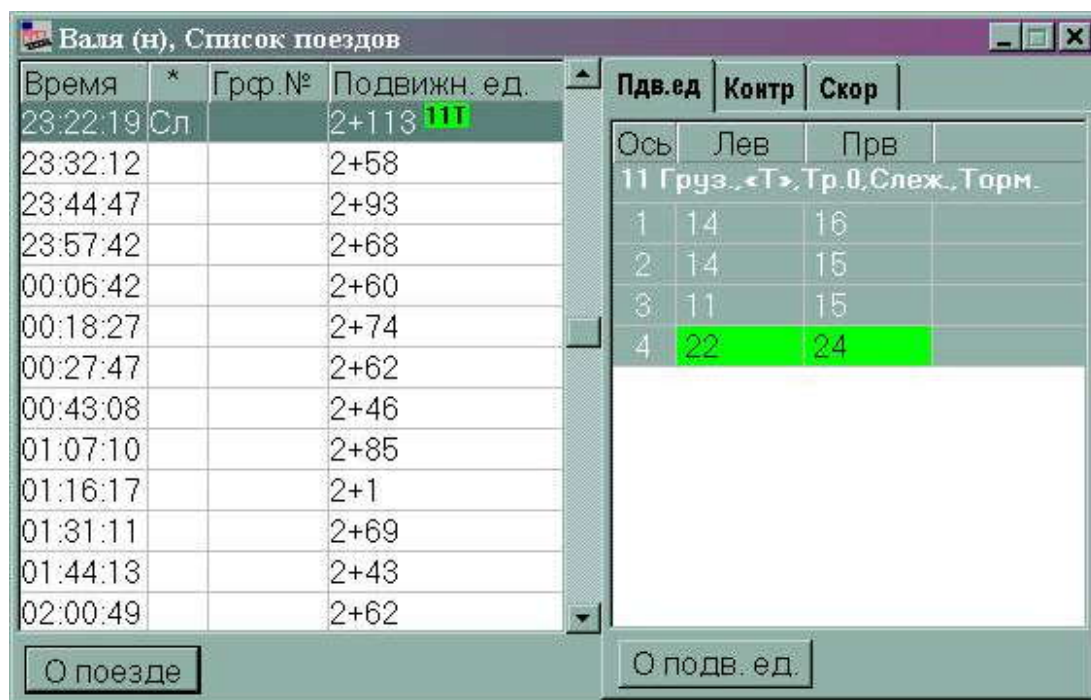 Валя (н), Список поездов
Время * Грф.№ Подвижн. ед.
23:22:19 Сл 2+113 11Т
23:32:12 2+58
23:44:47 2+93
23:57:42 2+68
00:06:42 2+60
00:18:27 2+74
00:27:47 2+62
00:43:08 2+46
01:07:10 2+85
01:16:17 2+1
01:31:11 2+69
01:44:13 2+43
02:00:49 2+62
О поезде
Пдв.ед Контр Скор
Ось Лев Прв
11 Груз.,«Т»,Тр.0,Слеж.,Торм.
1 14 16
2 14 15
3 11 15
4 22 24
О подв. ед.